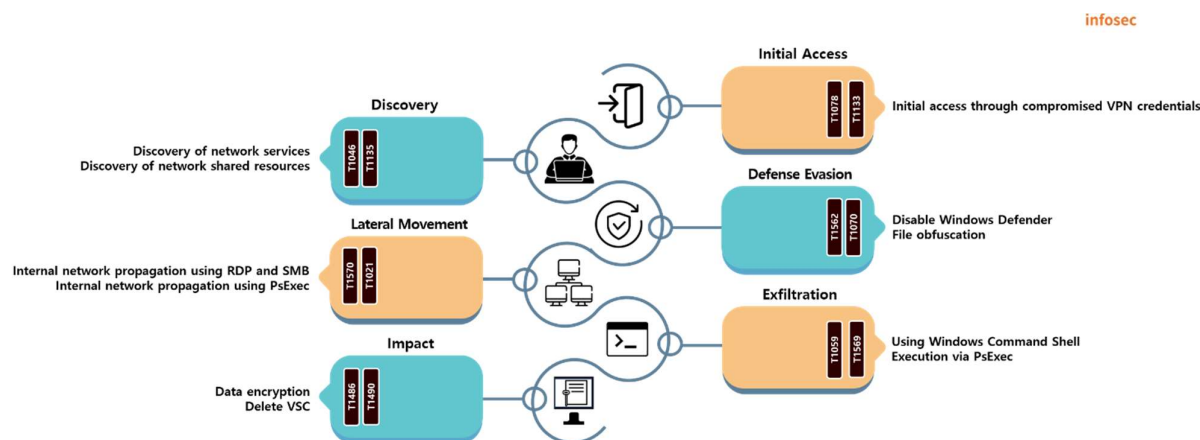 infosec
Initial Access
T1078
T1133
Initial access through compromised VPN credentials
Discovery
Discovery of network services
Discovery of network shared resources
T1046
T1135
Defense Evasion
T1562
T1070
Disable Windows Defender
File obfuscation
Lateral Movement
Internal network propagation using RDP and SMB
Internal network propagation using PsExec
T1570
T1021
Exfiltration
T1059
T1569
Using Windows Command Shell
Execution via PsExec
Impact
Data encryption
Delete VSC
T1486
T1490